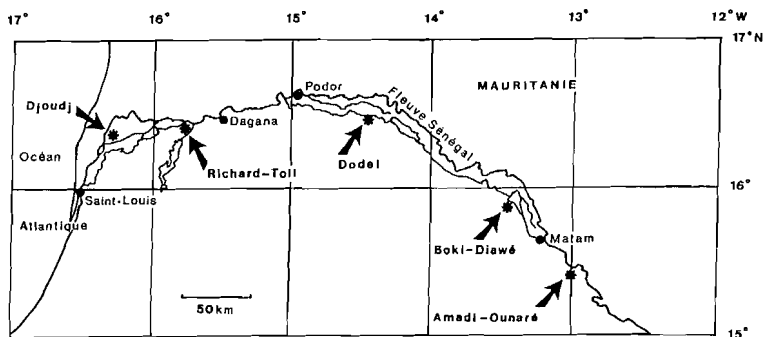 17° 16° 15° 14° 13° 12°W
17°N
Podor
MAURITANIE
Fleuve Sénégal
Djoudj
Dagana
Océan
Richard-Toll
Dodel
16°
Saint-Louis
Atlantique
Boki-Diawé
Matam
50km
Amadi-Ounaré
15°